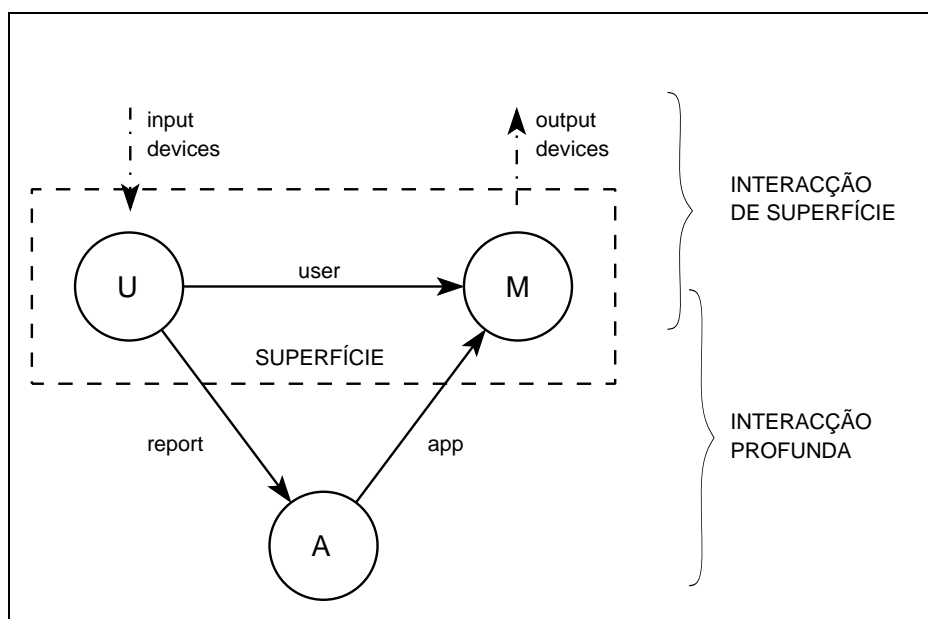 input
devices
output
devices
INTERACÇÃO
DE SUPERFÍCIE
U
user
M
SUPERFÍCIE
report
app
INTERACÇÃO
PROFUNDA
A